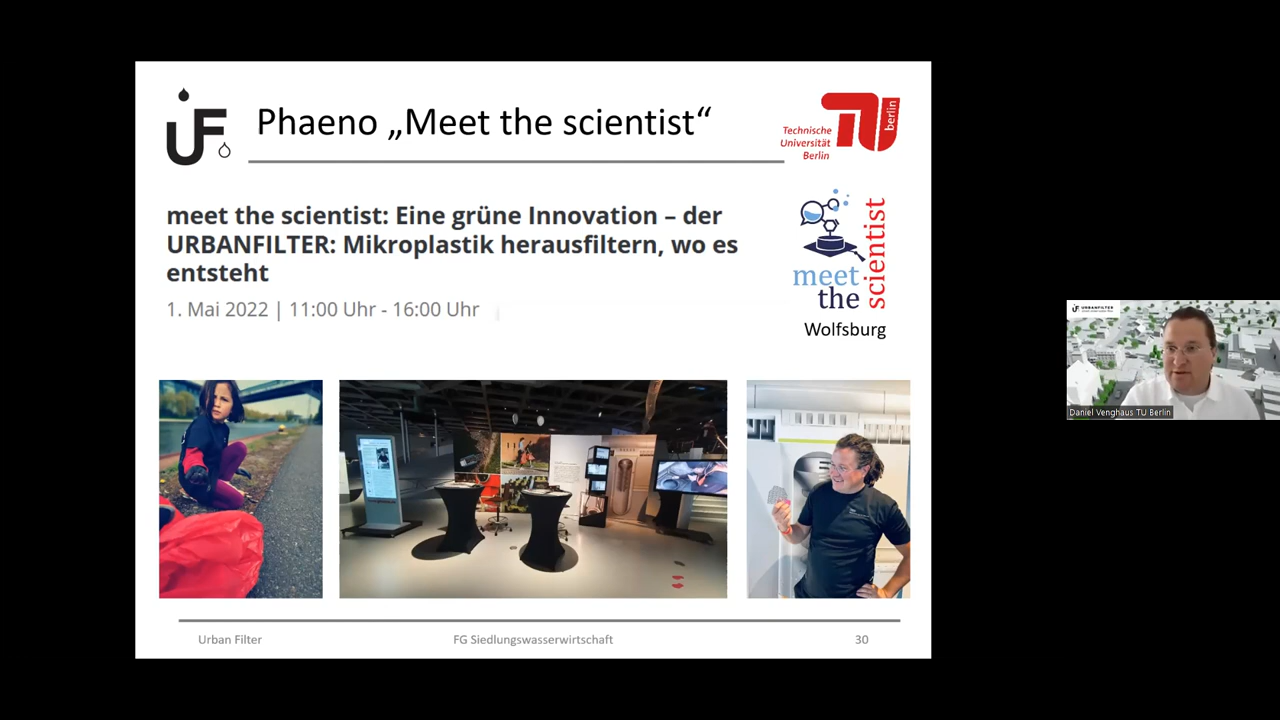 UF
Phaeno „Meet the scientist“
Technische
Universität
Berlin
berlin
meet the scientist: Eine grüne Innovation – der
URBANFILTER: Mikroplastik herausfiltern, wo es
entsteht
1. Mai 2022 | 11:00 Uhr - 16:00 Uhr
meet
the
scientist
Wolfsburg
URBANFILTER
Daniel Venghaus TU Berlin
Urban Filter
FG Siedlungswasserwirtschaft
30